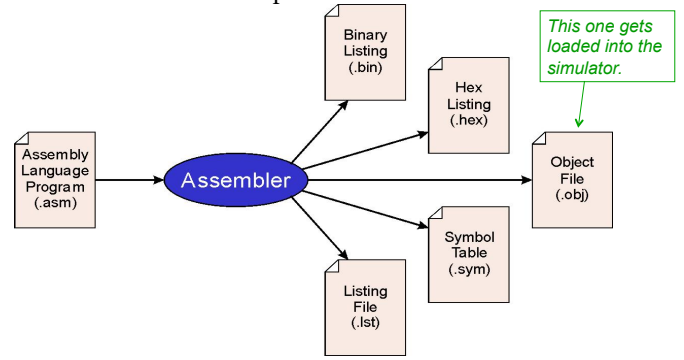 p
Binary
Listing
(.bin)
This one gets
loaded into the
simulator.
Hex
Listing
(.hex)
Assembly
Language
Program
(.asm)
Assembler
Object
File
(.obj)
Symbol
Table
(.sym)
Listing
File
(.lst)